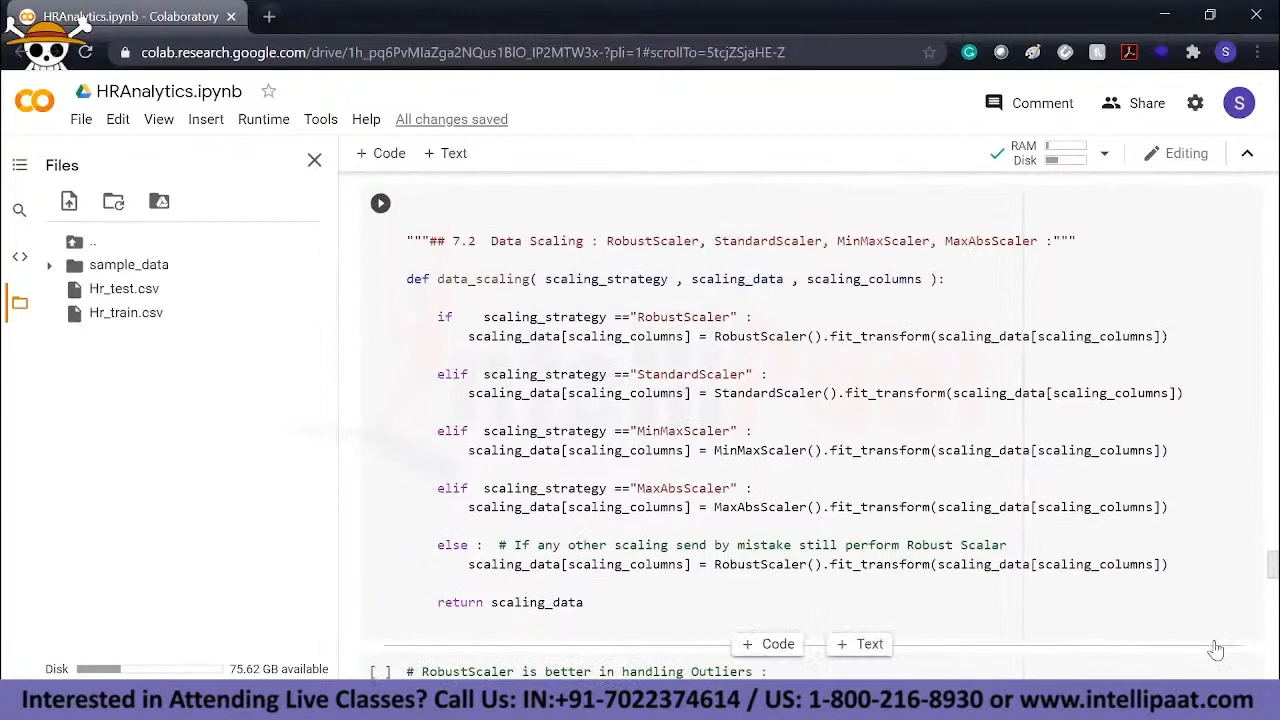 HRAnalytics.ipynb - Colaboratory
colab.research.google.com/drive/1h_pq6PvMIaZga2NQus1BIO_IP2MTW3x-?pli=1#scrollTo=5tcjZSjaHE-Z
S
HRAnalytics.ipynb
Comment
Share
S
File Edit View Insert Runtime Tools Help All changes saved
Files
+ Code + Text
RAM
Disk
Editing
..
sample_data
Hr_test.csv
Hr_train.csv
"""## 7.2 Data Scaling : RobustScaler, StandardScaler, MinMaxScaler, MaxAbsScaler :"""
def data_scaling( scaling_strategy , scaling_data , scaling_columns ):
if scaling_strategy =="RobustScaler" :
scaling_data[scaling_columns] = RobustScaler().fit_transform(scaling_data[scaling_columns])
elif scaling_strategy =="StandardScaler" :
scaling_data[scaling_columns] = StandardScaler().fit_transform(scaling_data[scaling_columns])
elif scaling_strategy =="MinMaxScaler" :
scaling_data[scaling_columns] = MinMaxScaler().fit_transform(scaling_data[scaling_columns])
elif scaling_strategy =="MaxAbsScaler" :
scaling_data[scaling_columns] = MaxAbsScaler().fit_transform(scaling_data[scaling_columns])
else : # If any other scaling send by mistake still perform Robust Scalar
scaling_data[scaling_columns] = RobustScaler().fit_transform(scaling_data[scaling_columns])
return scaling_data
+ Code + Text
Disk 75.62 GB available
[ ] # RobustScaler is better in handling Outliers :
Interested in Attending Live Classes? Call Us: IN:+91-7022374614 / US: 1-800-216-8930 or www.intellipaat.com